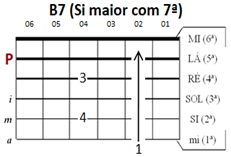 B7 (Si maior com 7ª)
06 05 04 03 02 01
MI (6ª)
P LÁ (5ª)
3 RÉ (4ª)
i SOL (3ª)
m 4 SI (2ª)
a mi (1ª)
1